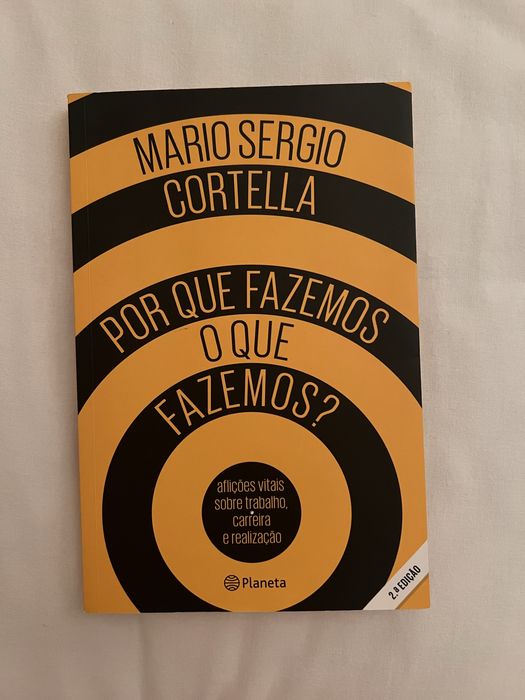 MARIO SERGIO
CORTELLA
POR QUE FAZEMOS
O QUE
FAZEMOS?
aflições vitais
sobre trabalho,
carreira
e realização
Planeta
2.ª EDIÇÃO